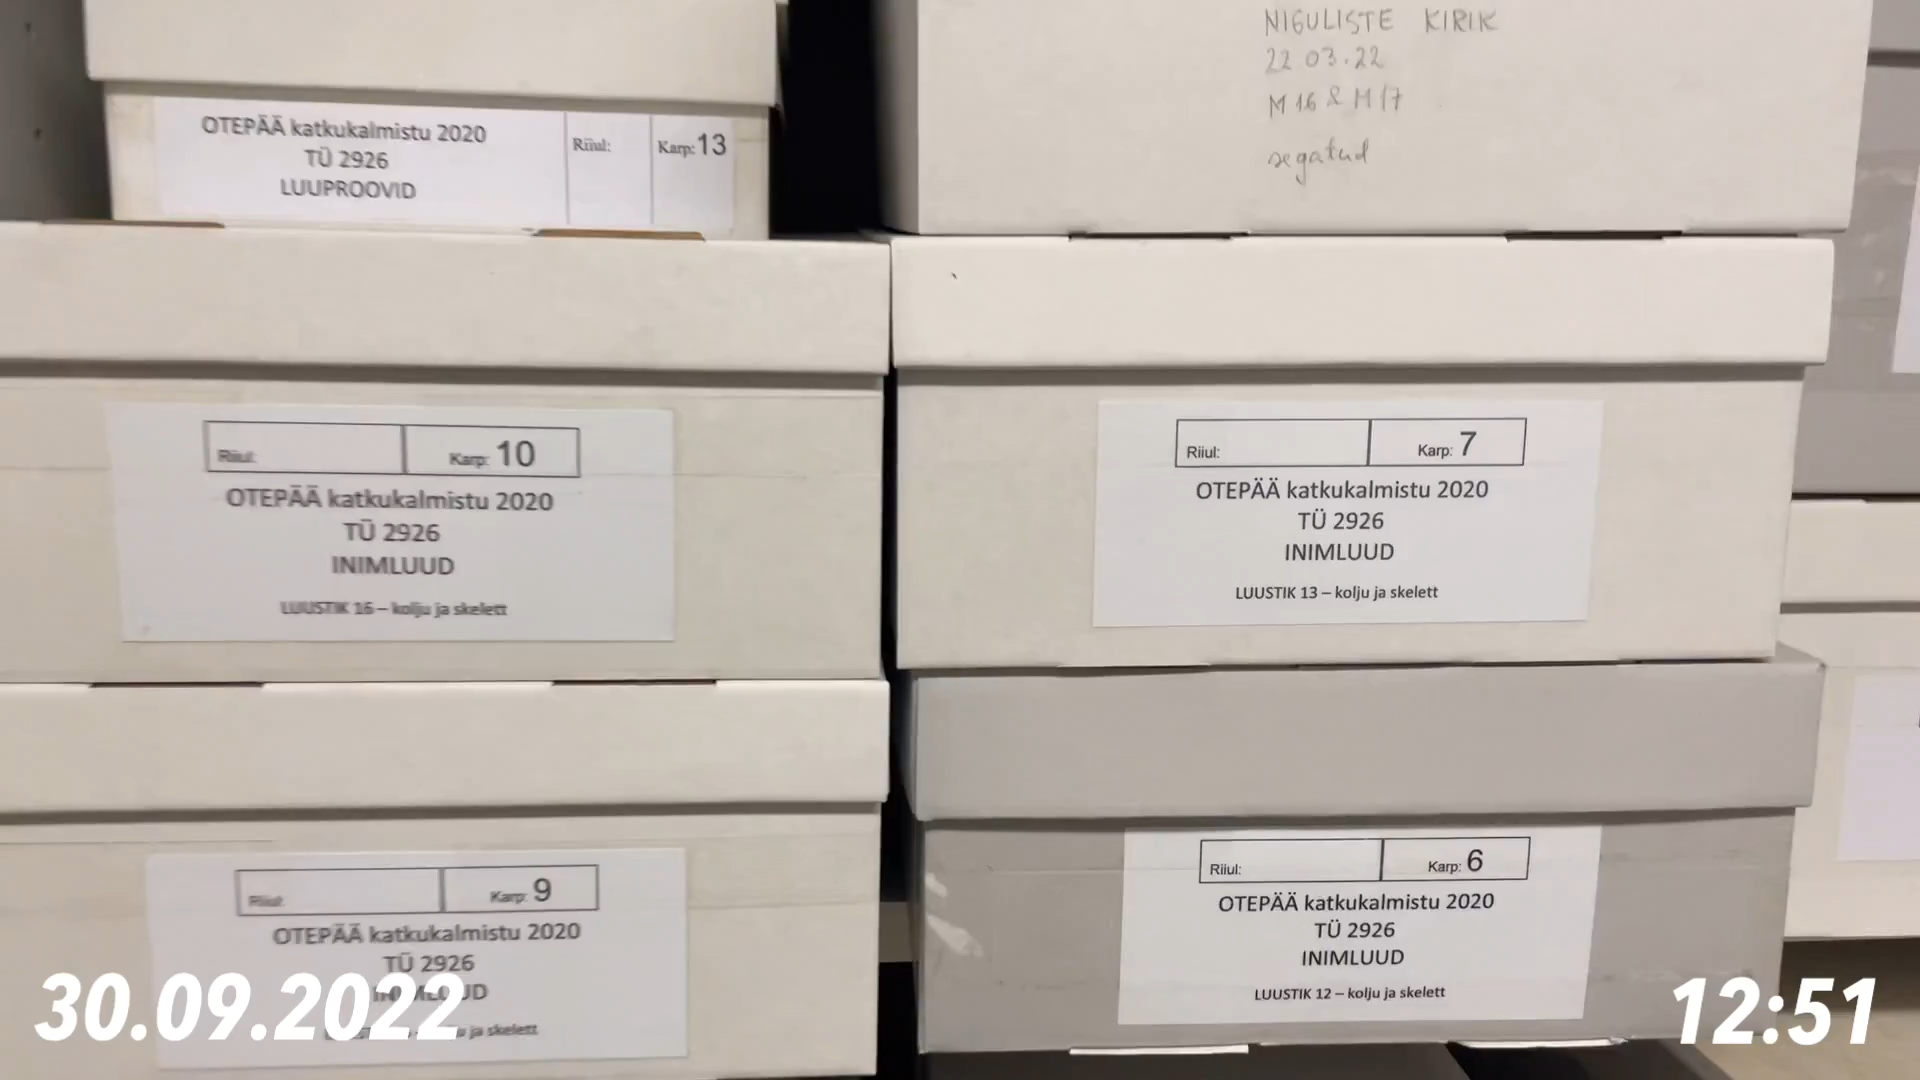 OTEPÄÄ katkukalmistu 2020
TÜ 2926
LUUPROOVID
Riiul:
Karp: 13
NIGULISTE KIRIK
22 03.22
M 16 & M 17
segatud
Riiul:
Karp: 10
OTEPÄÄ katkukalmistu 2020
TÜ 2926
INIMLUUD
LUUSTIK 16 – kolju ja skelett
Riiul:
Karp: 7
OTEPÄÄ katkukalmistu 2020
TÜ 2926
INIMLUUD
LUUSTIK 13 – kolju ja skelett
Riiul:
Karp: 9
OTEPÄÄ katkukalmistu 2020
TÜ 2926
INIMLUUD
ja skelett
Riiul:
Karp: 6
OTEPÄÄ katkukalmistu 2020
TÜ 2926
INIMLUUD
LUUSTIK 12 – kolju ja skelett
30.09.2022
12:51